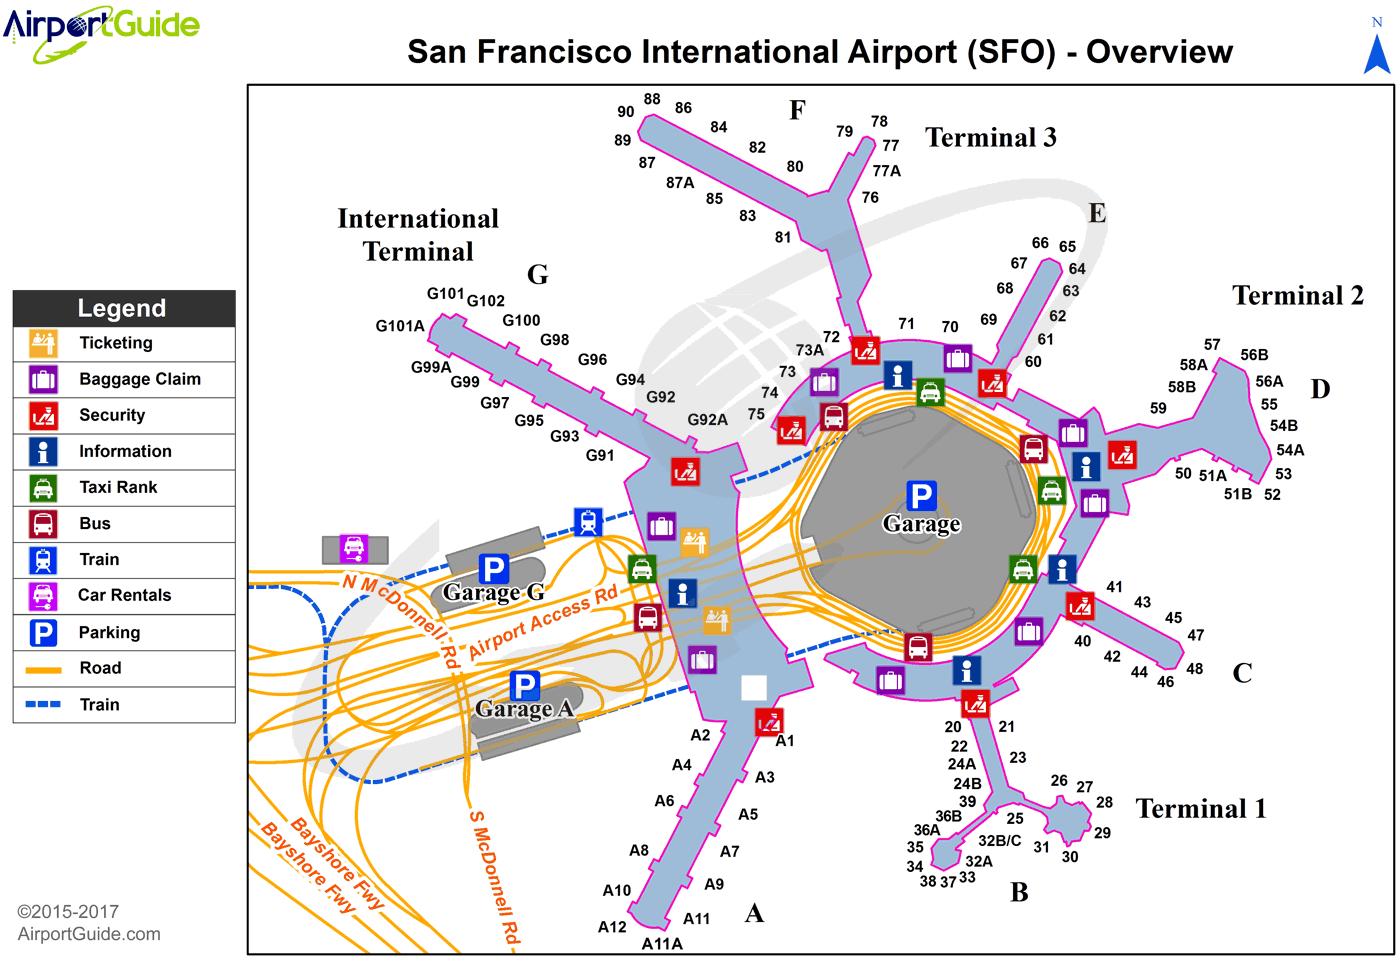 AirportGuide
San Francisco International Airport (SFO) - Overview
N
Legend
Ticketing
Baggage Claim
Security
Information
Taxi Rank
Bus
Train
Car Rentals
P Parking
Road
Train
International
Terminal
G
G101
G102
G101A
G100
G98
G99A
G99
G96
G97
G94
G95
G92
G93
G92A
G91
F
Terminal 3
90
88
86
84
82
80
89
87
87A
85
83
81
79
78
77
77A
76
E
66
65
67
64
68
63
62
69
61
60
70
71
72
73A
73
74
75
Terminal 2
D
57
58A
56B
58B
56A
59
55
54B
54A
50
51A
53
51B
52
P
Garage
P
Garage G
P
Garage A
N McDonnell Rd
Airport Access Rd
S McDonnell Rd
Bayshore Fwy
Bayshore Fwy
C
41
43
45
47
40
42
44
46
48
Terminal 1
B
20
21
22
24A
23
24B
39
26
27
28
36B
25
29
36A
32B/C
31
30
35
34
32A
33
38
37
A
A1
A2
A3
A4
A5
A6
A7
A8
A9
A10
A11
A12
A11A
©2015-2017
AirportGuide.com